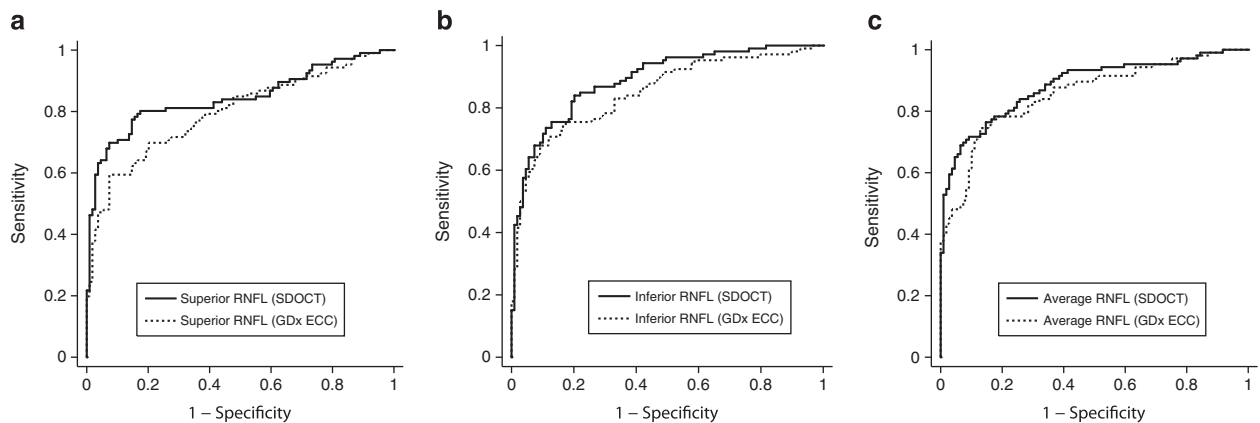 a
1
0.8
0.6
0.4
0.2
0
Sensitivity
Superior RNFL (SDOCT)
Superior RNFL (GDx ECC)
0 0.2 0.4 0.6 0.8 1
1 – Specificity
b
1
0.8
0.6
0.4
0.2
0
Sensitivity
Inferior RNFL (SDOCT)
Inferior RNFL (GDx ECC)
0 0.2 0.4 0.6 0.8 1
1 – Specificity
c
1
0.8
0.6
0.4
0.2
0
Sensitivity
Average RNFL (SDOCT)
Average RNFL (GDx ECC)
0 0.2 0.4 0.6 0.8 1
1 – Specificity